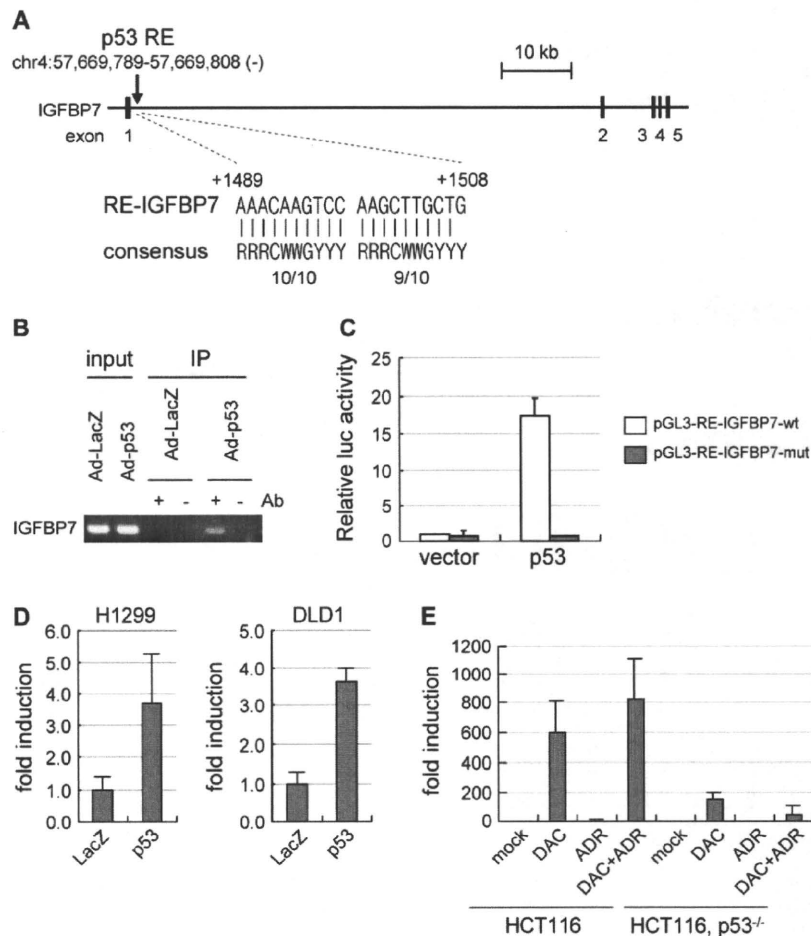 A
p53 RE
chr4:57,669,789-57,669,808 (-)
10 kb
IGFBP7
exon 1 2 3 4 5
+1489 +1508
RE-IGFBP7 AAACAAGTCC AAGCTTGCTG
consensus RRRCWWGYYY RRRCWWGYYY
10/10 9/10
B
input IP
Ad-LacZ Ad-p53 Ad-LacZ Ad-p53
+ - + - Ab
IGFBP7
C
Relative luc activity
25
20
15
10
5
0
vector p53
pGL3-RE-IGFBP7-wt
pGL3-RE-IGFBP7-mut
D
H1299
fold induction
6.0
5.0
4.0
3.0
2.0
1.0
0.0
LacZ p53
DLD1
fold induction
5.0
4.0
3.0
2.0
1.0
0.0
LacZ p53
E
fold induction
1200
1000
800
600
400
200
0
mock DAC ADR DAC+ADR mock DAC ADR DAC+ADR
HCT116 HCT116, p53-/-